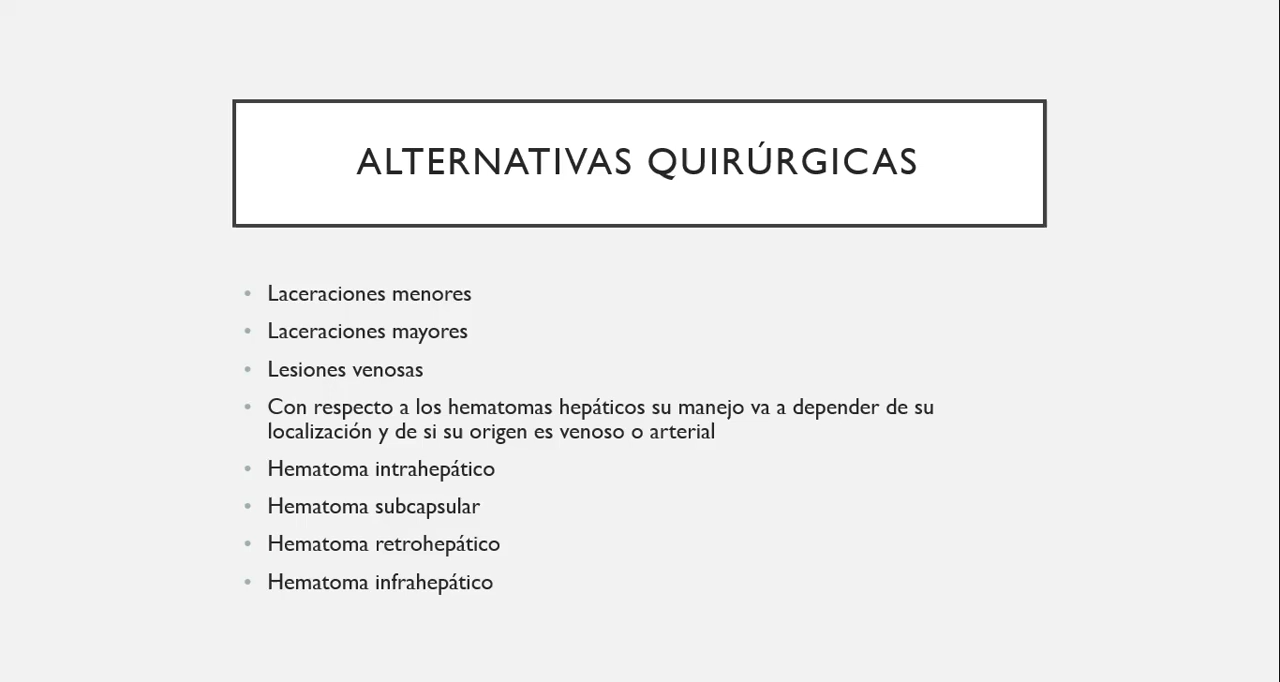 ALTERNATIVAS QUIRÚRGICAS
• Laceraciones menores
• Laceraciones mayores
• Lesiones venosas
• Con respecto a los hematomas hepáticos su manejo va a depender de su
localización y de si su origen es venoso o arterial
• Hematoma intrahepático
• Hematoma subcapsular
• Hematoma retrohepático
• Hematoma infrahepático